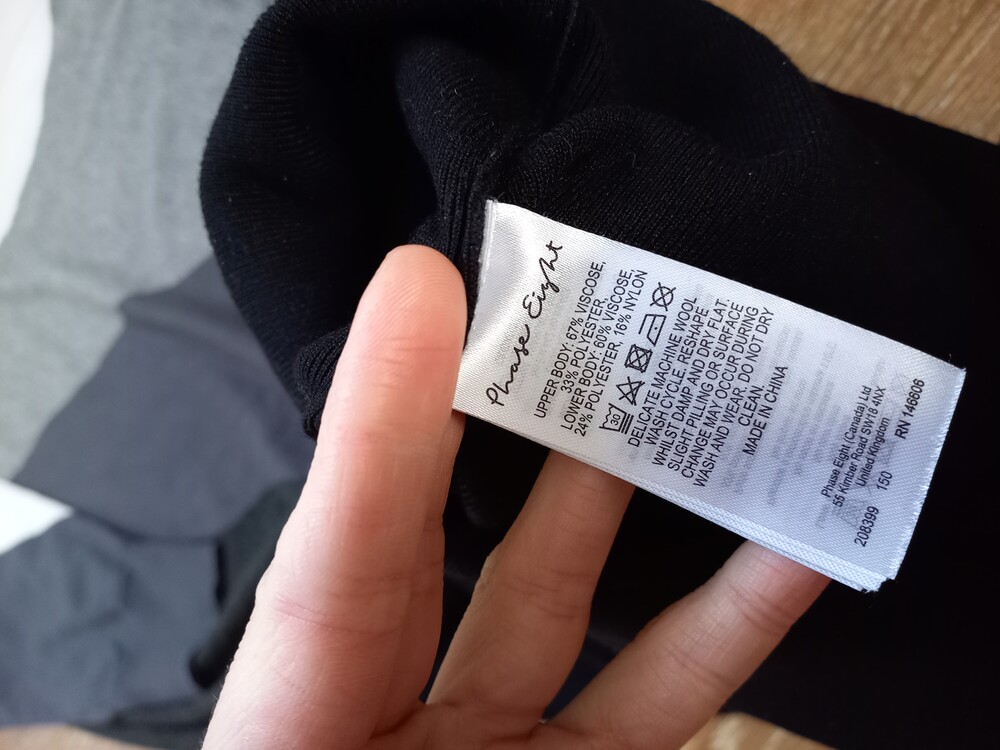 Phase Eight
UPPER BODY: 67% VISCOSE,
33% POLYESTER,
LOWER BODY: 60% VISCOSE,
24% POLYESTER, 16% NYLON
30
DELICATE MACHINE WOOL
WASH CYCLE. RESHAPE
WHILST DAMP AND DRY FLAT.
SLIGHT PILLING OR SURFACE
CHANGE MAY OCCUR DURING
WASH AND WEAR. DO NOT DRY
CLEAN.
MADE IN CHINA
Phase Eight (Canada) Ltd
55 Kimber Road SW18 4NX
United Kingdom
208399 150 RN 146606